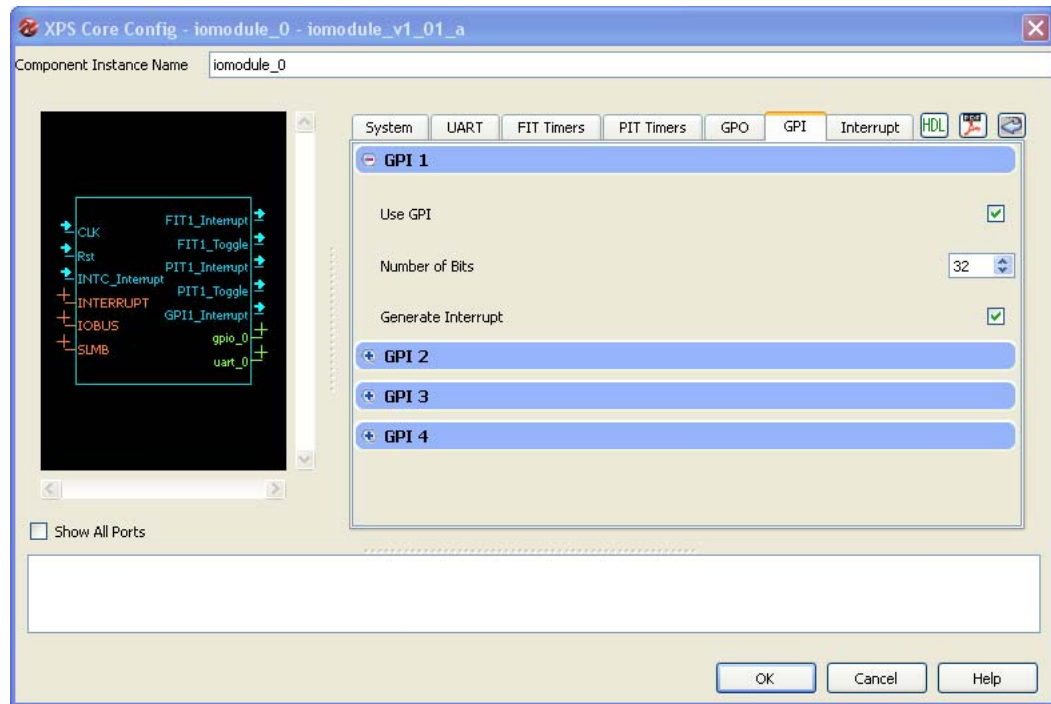 XPS Core Config - iomodule_0 - iomodule_v1_01_a
Component Instance Name iomodule_0
System UART FIT Timers PIT Timers GPO GPI Interrupt HDL
GPI 1
Use GPI
Number of Bits 32
Generate Interrupt
GPI 2
GPI 3
GPI 4
CLK
Rst
INTC_Interrupt
INTERRUPT
IOBUS
SLMB
FIT1_Interrupt
FIT1_Toggle
PIT1_Interrupt
PIT1_Toggle
GPI1_Interrupt
gpio_0
uart_0
Show All Ports
OK Cancel Help